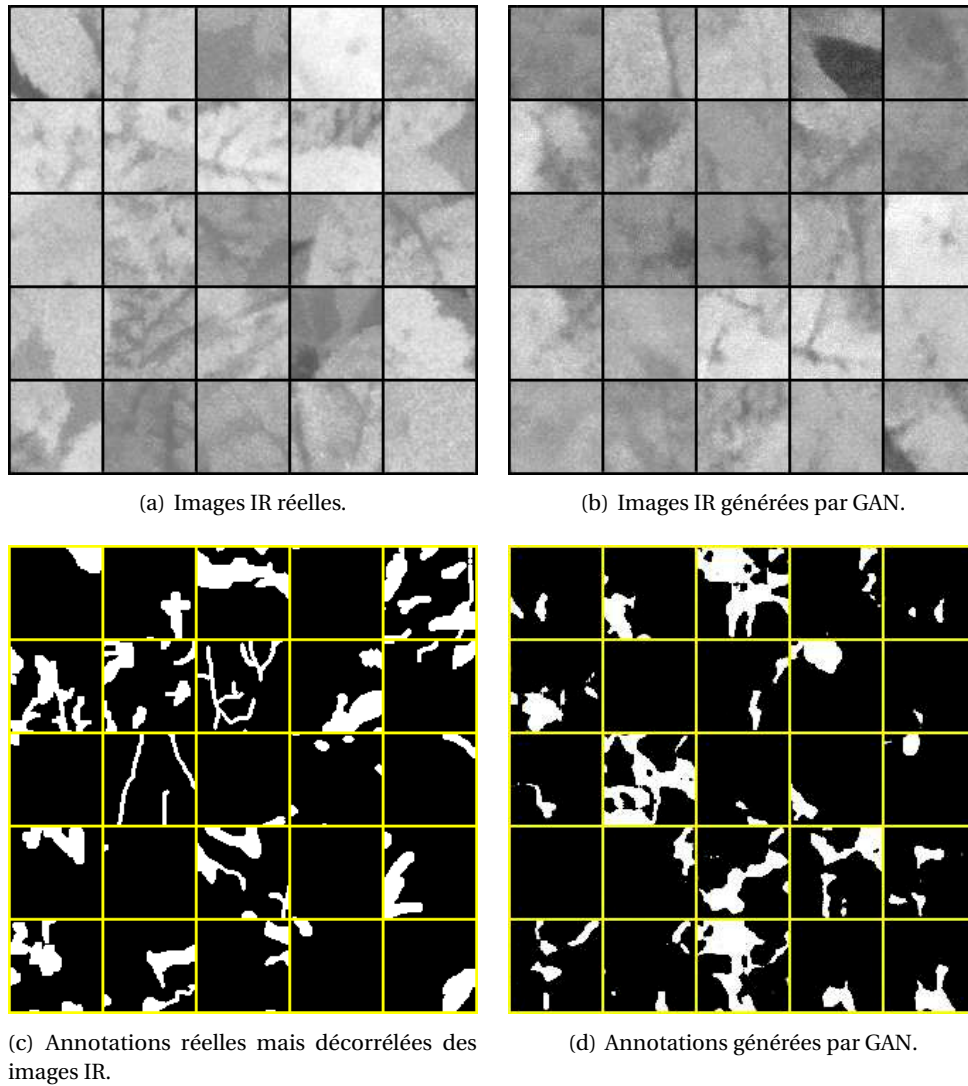 (a) Images IR réelles.
(b) Images IR générées par GAN.
(c) Annotations réelles mais décorrélées des
images IR.
(d) Annotations générées par GAN.